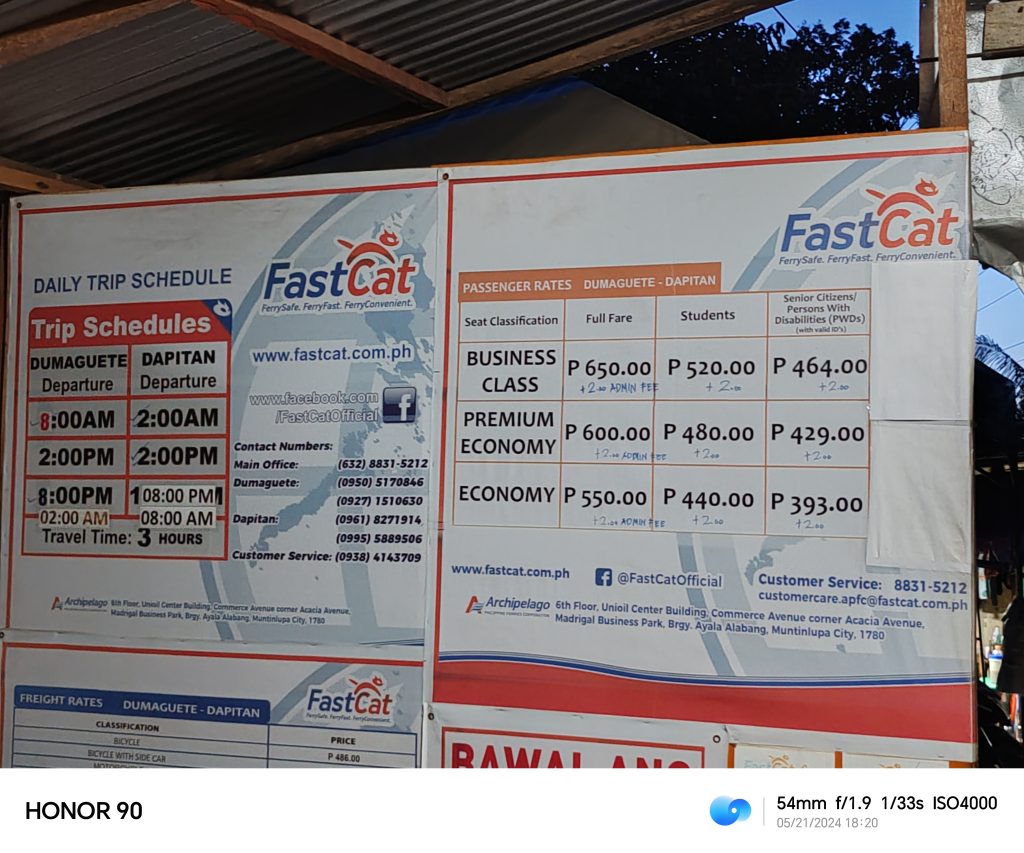 DAILY TRIP SCHEDULE
FastCat
FerrySafe. FerryFast. FerryConvenient.
Trip Schedules
DUMAGUETE DAPITAN
Departure Departure
8:00AM 2:00AM
2:00PM 2:00PM
8:00PM 08:00 PM
02:00 AM 08:00 AM
Travel Time: 3 HOURS
www.fastcat.com.ph
www.facebook.com
/FastCatOfficial
Contact Numbers:
Main Office: (632) 8831-5212
Dumaguete: (0950) 5170846
(0927) 1510630
Dapitan: (0961) 8271914
(0995) 5889506
Customer Service: (0938) 4143709
Archipelago 6th Floor, Unioil Center Building, Commerce Avenue corner Acacia Avenue,
Madrigal Business Park, Brgy. Ayala Alabang, Muntinlupa City, 1780
FastCat
FerrySafe. FerryFast. FerryConvenient.
PASSENGER RATES DUMAGUETE - DAPITAN
Seat Classification Full Fare Students Senior Citizens/
Persons With
Disabilities (PWDs)
(with valid ID's)
BUSINESS CLASS P 650.00 P 520.00 P 464.00
+2.00 ADMIN FEE +2.00 +2.00
PREMIUM ECONOMY P 600.00 P 480.00 P 429.00
+2.00 ADMIN FEE +2.00 +2.00
ECONOMY P 550.00 P 440.00 P 393.00
+2.00 ADMIN FEE +2.00 +2.00
www.fastcat.com.ph @FastCatOfficial Customer Service: 8831-5212
customercare.apfc@fastcat.com.ph
Archipelago 6th Floor, Unioil Center Building, Commerce Avenue corner Acacia Avenue,
PHILIPPINE FERRIES CORPORATION Madrigal Business Park, Brgy. Ayala Alabang, Muntinlupa City, 1780
FREIGHT RATES DUMAGUETE - DAPITAN
FastCat
FerrySafe. FerryFast. FerryConvenient.
CLASSIFICATION PRICE
BICYCLE
BICYCLE WITH SIDE CAR P 486.00
BAWAL ANG
FastCat
HONOR 90
54mm f/1.9 1/33s ISO4000
05/21/2024 18:20